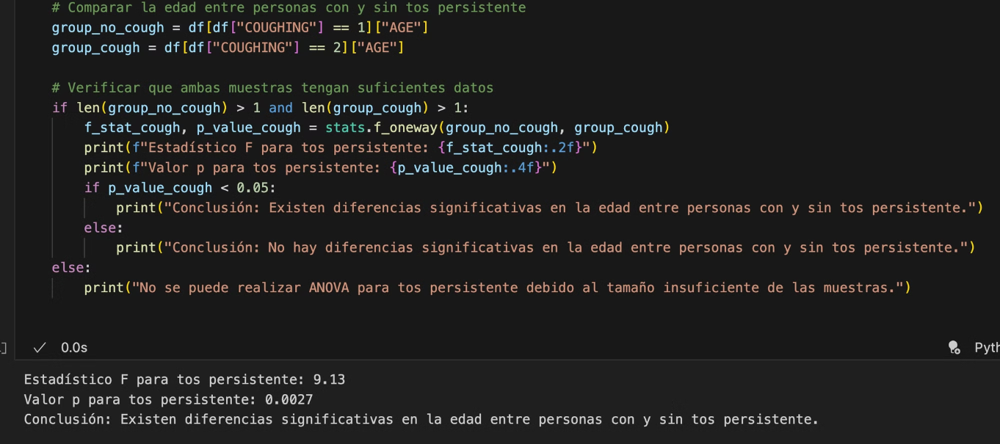 # Comparar la edad entre personas con y sin tos persistente
group_no_cough = df[df["COUGHING"] == 1]["AGE"]
group_cough = df[df["COUGHING"] == 2]["AGE"]
# Verificar que ambas muestras tengan suficientes datos
if len(group_no_cough) > 1 and len(group_cough) > 1:
    f_stat_cough, p_value_cough = stats.f_oneway(group_no_cough, group_cough)
    print(f"Estadístico F para tos persistente: {f_stat_cough:.2f}")
    print(f"Valor p para tos persistente: {p_value_cough:.4f}")
    if p_value_cough < 0.05:
        print("Conclusión: Existen diferencias significativas en la edad entre personas con y sin tos persistente.")
    else:
        print("Conclusión: No hay diferencias significativas en la edad entre personas con y sin tos persistente.")
else:
    print("No se puede realizar ANOVA para tos persistente debido al tamaño insuficiente de las muestras.")
] ✓ 0.0s Pyth
Estadístico F para tos persistente: 9.13
Valor p para tos persistente: 0.0027
Conclusión: Existen diferencias significativas en la edad entre personas con y sin tos persistente.